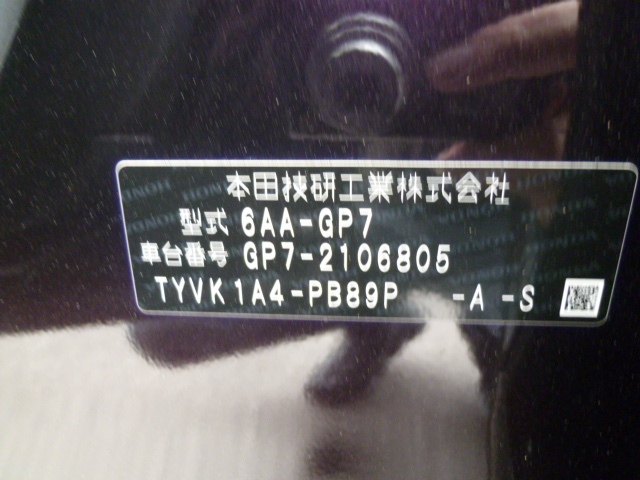 本田技研工業株式会社
型式 6AA-GP7
車台番号 GP7-2106805
TYVK1A4-PB89P -A -S